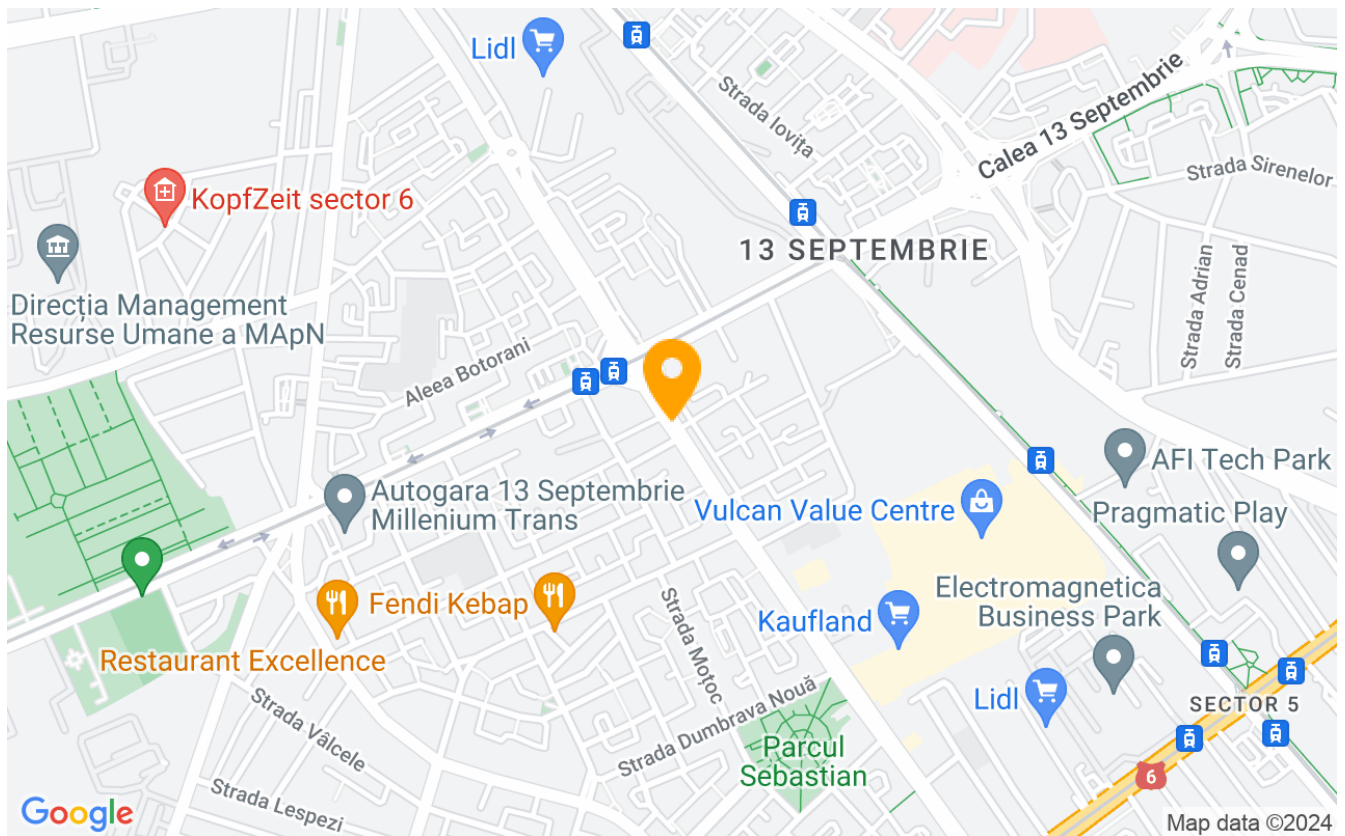 Lidl
Strada Iovița
Calea 13 Septembrie
Strada Sirenelor
KopfZeit sector 6
13 SEPTEMBRIE
Direcția Management
Resurse Umane a MApN
Strada Adrian
Strada Cenad
Aleea Botorani
AFI Tech Park
Autogara 13 Septembrie
Millenium Trans
Vulcan Value Centre
Pragmatic Play
Electromagnetica
Business Park
Fendi Kebap
Kaufland
Strada Moțoc
Restaurant Excellence
Lidl
SECTOR 5
Strada Vâlcele
Strada Dumbrava Nouă
Parcul
Sebastian
6
Strada Lespezi
Google
Map data ©2024